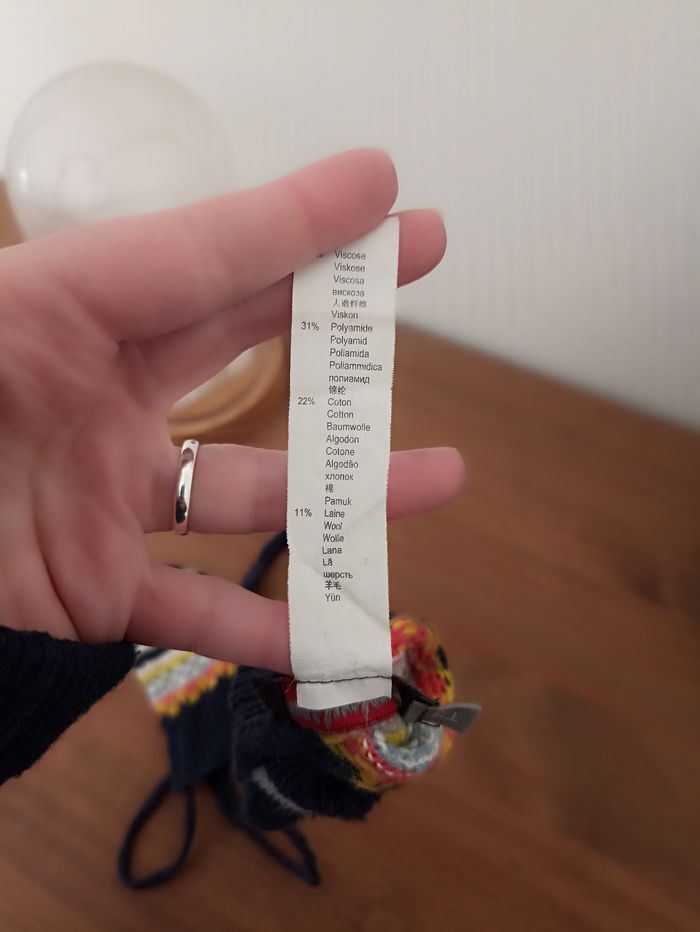 % Viscose
Viskose
Viscosa
вискоза
人造纤维
Viskon
31% Polyamide
Polyamid
Poliamida
Poliammidica
полиамид
锦纶
22% Coton
Cotton
Baumwolle
Algodon
Cotone
Algodão
хлопок
棉
Pamuk
11% Laine
Wool
Wolle
Lana
Lã
шерсть
羊毛
Yün